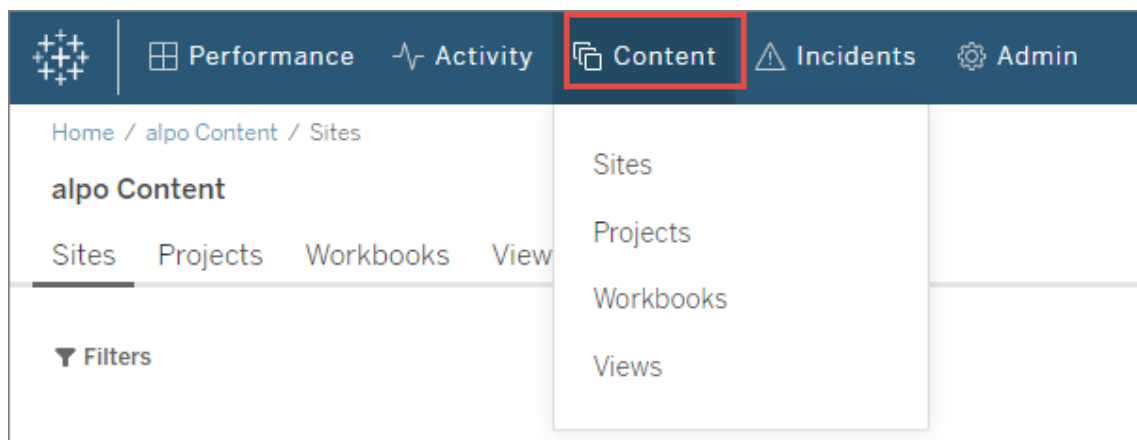 Performance Activity Content Incidents Admin
Home / alpo Content / Sites
alpo Content
Sites Projects Workbooks View
Filters
Sites
Projects
Workbooks
Views